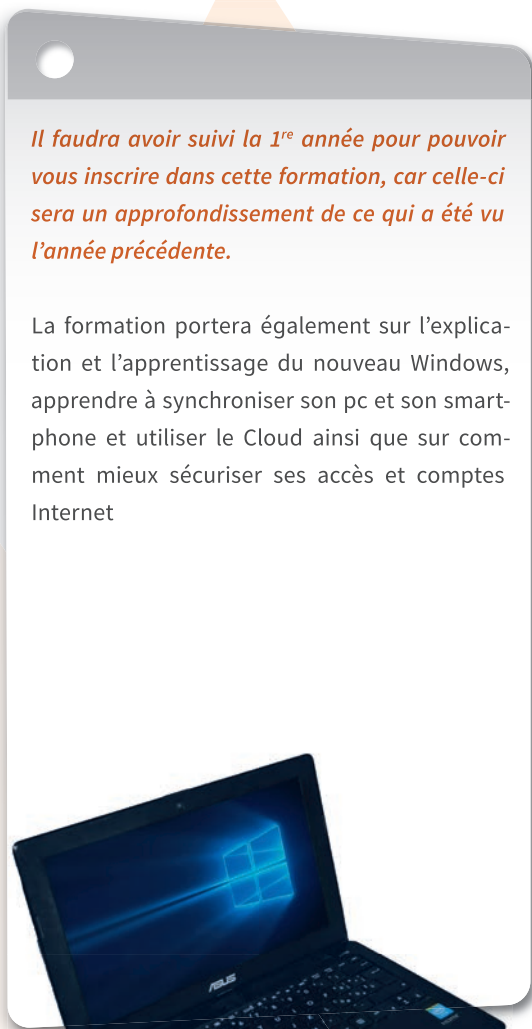 Il faudra avoir suivi la 1re année pour pouvoir
vous inscrire dans cette formation, car celle-ci
sera un approfondissement de ce qui a été vu
l’année précédente.
La formation portera également sur l’explica-
tion et l’apprentissage du nouveau Windows,
apprendre à synchroniser son pc et son smart-
phone et utiliser le Cloud ainsi que sur com-
ment mieux sécuriser ses accès et comptes
Internet
ASUS